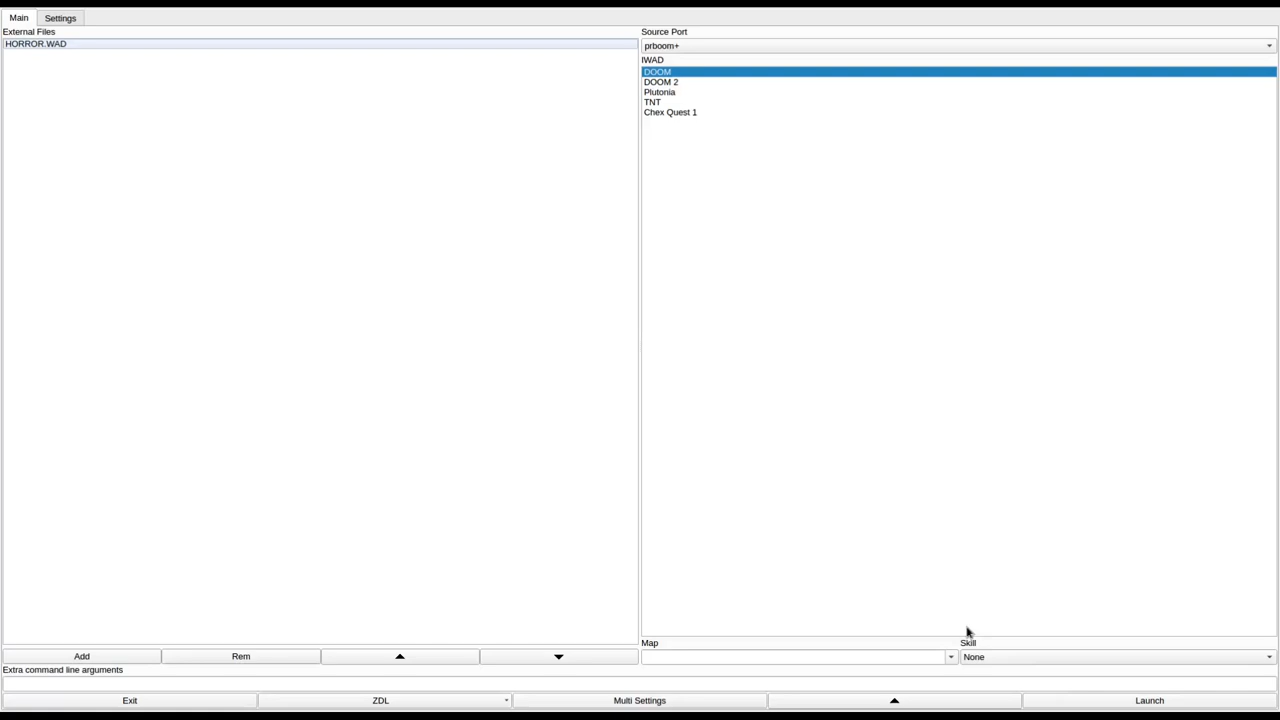 Main Settings
External Files
HORROR.WAD
Source Port
prboom+
IWAD
DOOM
DOOM 2
Plutonia
TNT
Chex Quest 1
Map Skill
None
Add Rem
Extra command line arguments
Exit ZDL Multi Settings Launch